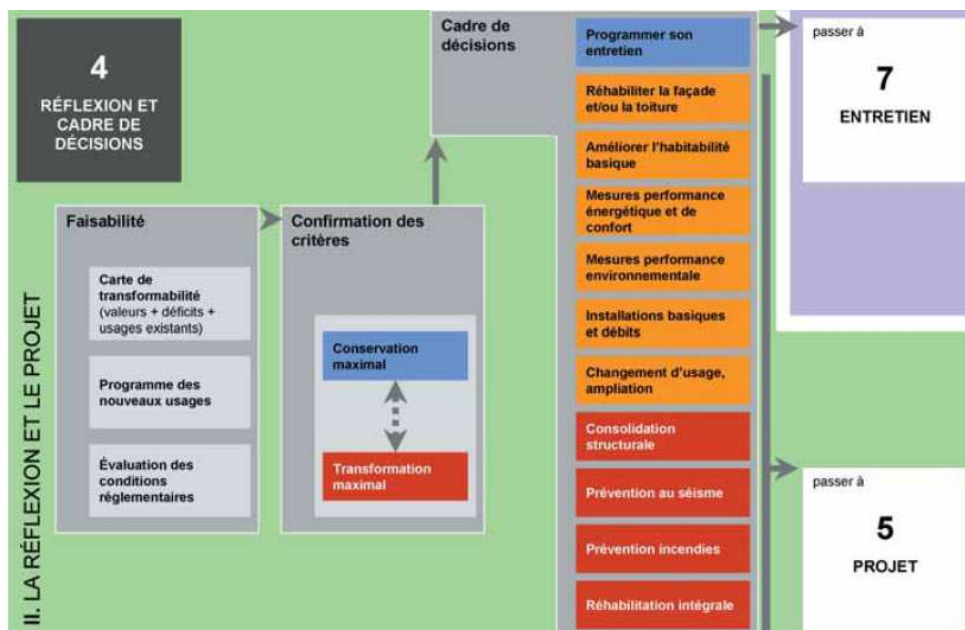 4
RÉFLEXION ET
CADRE DE
DÉCISIONS
II. LA RÉFLEXION ET LE PROJET
Faisabilité
Carte de
transformabilité
(valeurs + déficits +
usages existants)
Programme des
nouveaux usages
Évaluation des
conditions
réglementaires
Confirmation des
critères
Conservation
maximal
Transformation
maximal
Cadre de
décisions
Programmer son
entretien
Réhabiliter la façade
et/ou la toiture
Améliorer l'habitabilité
basique
Mesures performance
énergétique et de
confort
Mesures performance
environnementale
Installations basiques
et débits
Changement d'usage,
ampliation
Consolidation
structurale
Prévention au séisme
Prévention incendies
Réhabilitation intégrale
passer à
7
ENTRETIEN
passer à
5
PROJET